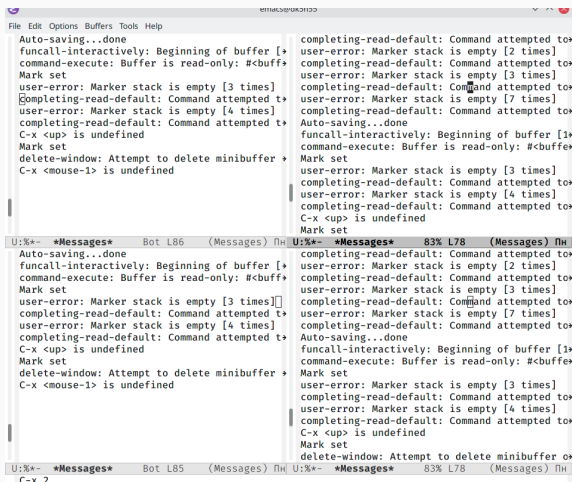 emacs@dk3n55
File Edit Options Buffers Tools Help
Auto-saving...done
funcall-interactively: Beginning of buffer [
command-execute: Buffer is read-only: #<buff
Mark set
user-error: Marker stack is empty [3 times]
completing-read-default: Command attempted t
user-error: Marker stack is empty [4 times]
completing-read-default: Command attempted t
C-x <up> is undefined
Mark set
delete-window: Attempt to delete minibuffer
C-x <mouse-1> is undefined
U:%*- *Messages* Bot L86 (Messages) Пн
completing-read-default: Command attempted to
user-error: Marker stack is empty [2 times]
completing-read-default: Command attempted to
user-error: Marker stack is empty [3 times]
completing-read-default: Command attempted to
user-error: Marker stack is empty [7 times]
completing-read-default: Command attempted to
Auto-saving...done
funcall-interactively: Beginning of buffer [1
command-execute: Buffer is read-only: #<buffe
Mark set
user-error: Marker stack is empty [3 times]
completing-read-default: Command attempted to
user-error: Marker stack is empty [4 times]
completing-read-default: Command attempted to
C-x <up> is undefined
Mark set
U:%*- *Messages* 83% L78 (Messages) Пн
Auto-saving...done
funcall-interactively: Beginning of buffer [
command-execute: Buffer is read-only: #<buff
Mark set
user-error: Marker stack is empty [3 times]
completing-read-default: Command attempted t
user-error: Marker stack is empty [4 times]
completing-read-default: Command attempted t
C-x <up> is undefined
Mark set
delete-window: Attempt to delete minibuffer
C-x <mouse-1> is undefined
U:%*- *Messages* Bot L85 (Messages) Пн
completing-read-default: Command attempted to
user-error: Marker stack is empty [2 times]
completing-read-default: Command attempted to
user-error: Marker stack is empty [3 times]
completing-read-default: Command attempted to
user-error: Marker stack is empty [7 times]
completing-read-default: Command attempted to
Auto-saving...done
funcall-interactively: Beginning of buffer [1
command-execute: Buffer is read-only: #<buffe
Mark set
user-error: Marker stack is empty [3 times]
completing-read-default: Command attempted to
user-error: Marker stack is empty [4 times]
completing-read-default: Command attempted to
C-x <up> is undefined
Mark set
delete-window: Attempt to delete minibuffer o
U:%*- *Messages* 83% L78 (Messages) Пн
C-x 2